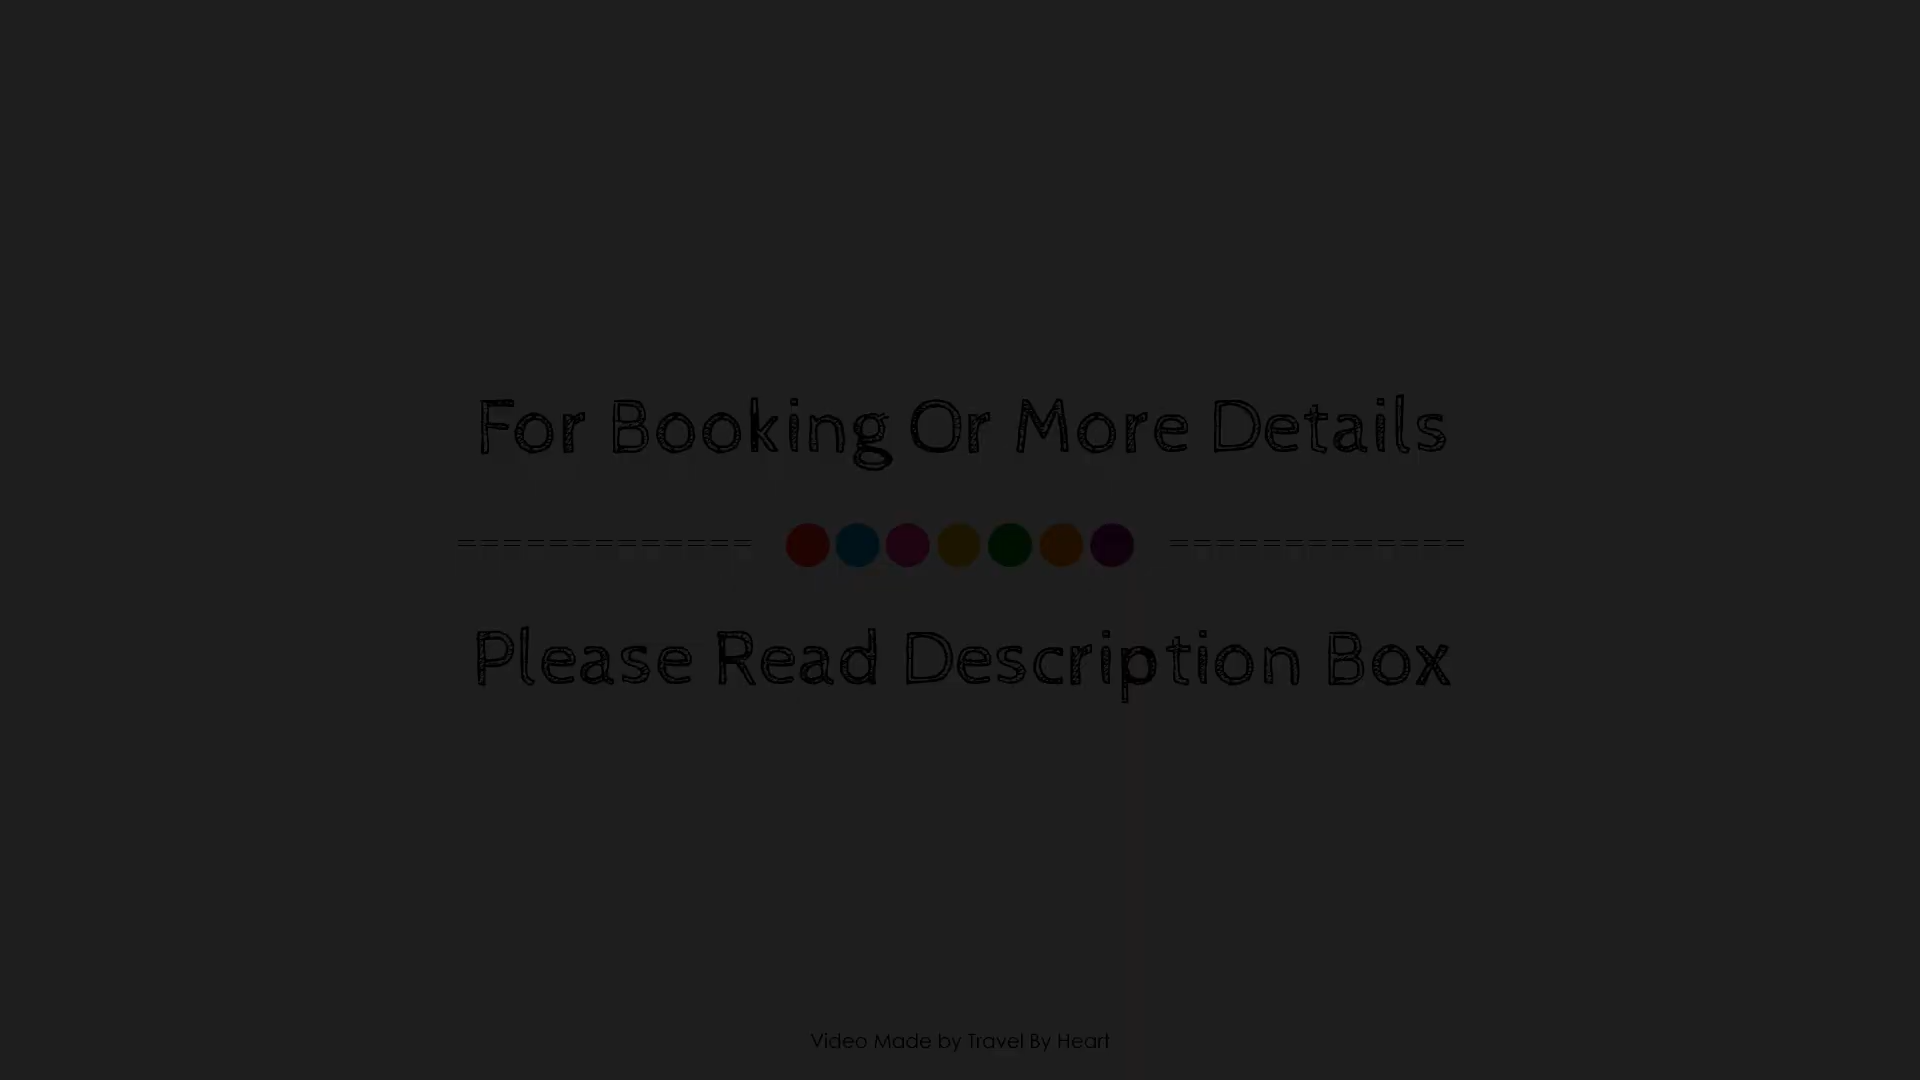 For Booking Or More Details
============= =============
Please Read Description Box
Video Made by Travel By Heart